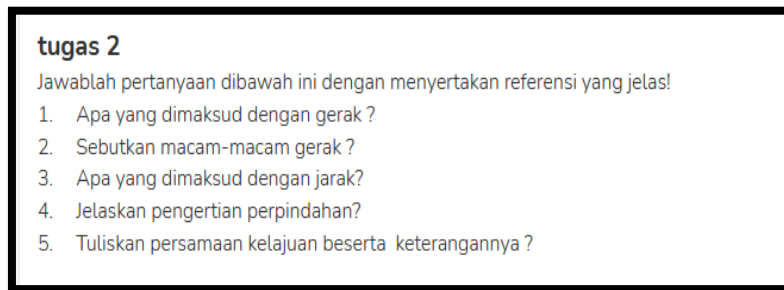 tugas 2
Jawablah pertanyaan dibawah ini dengan menyertakan referensi yang jelas!
1. Apa yang dimaksud dengan gerak ?
2. Sebutkan macam-macam gerak ?
3. Apa yang dimaksud dengan jarak?
4. Jelaskan pengertian perpindahan?
5. Tuliskan persamaan kelajuan beserta keterangannya ?